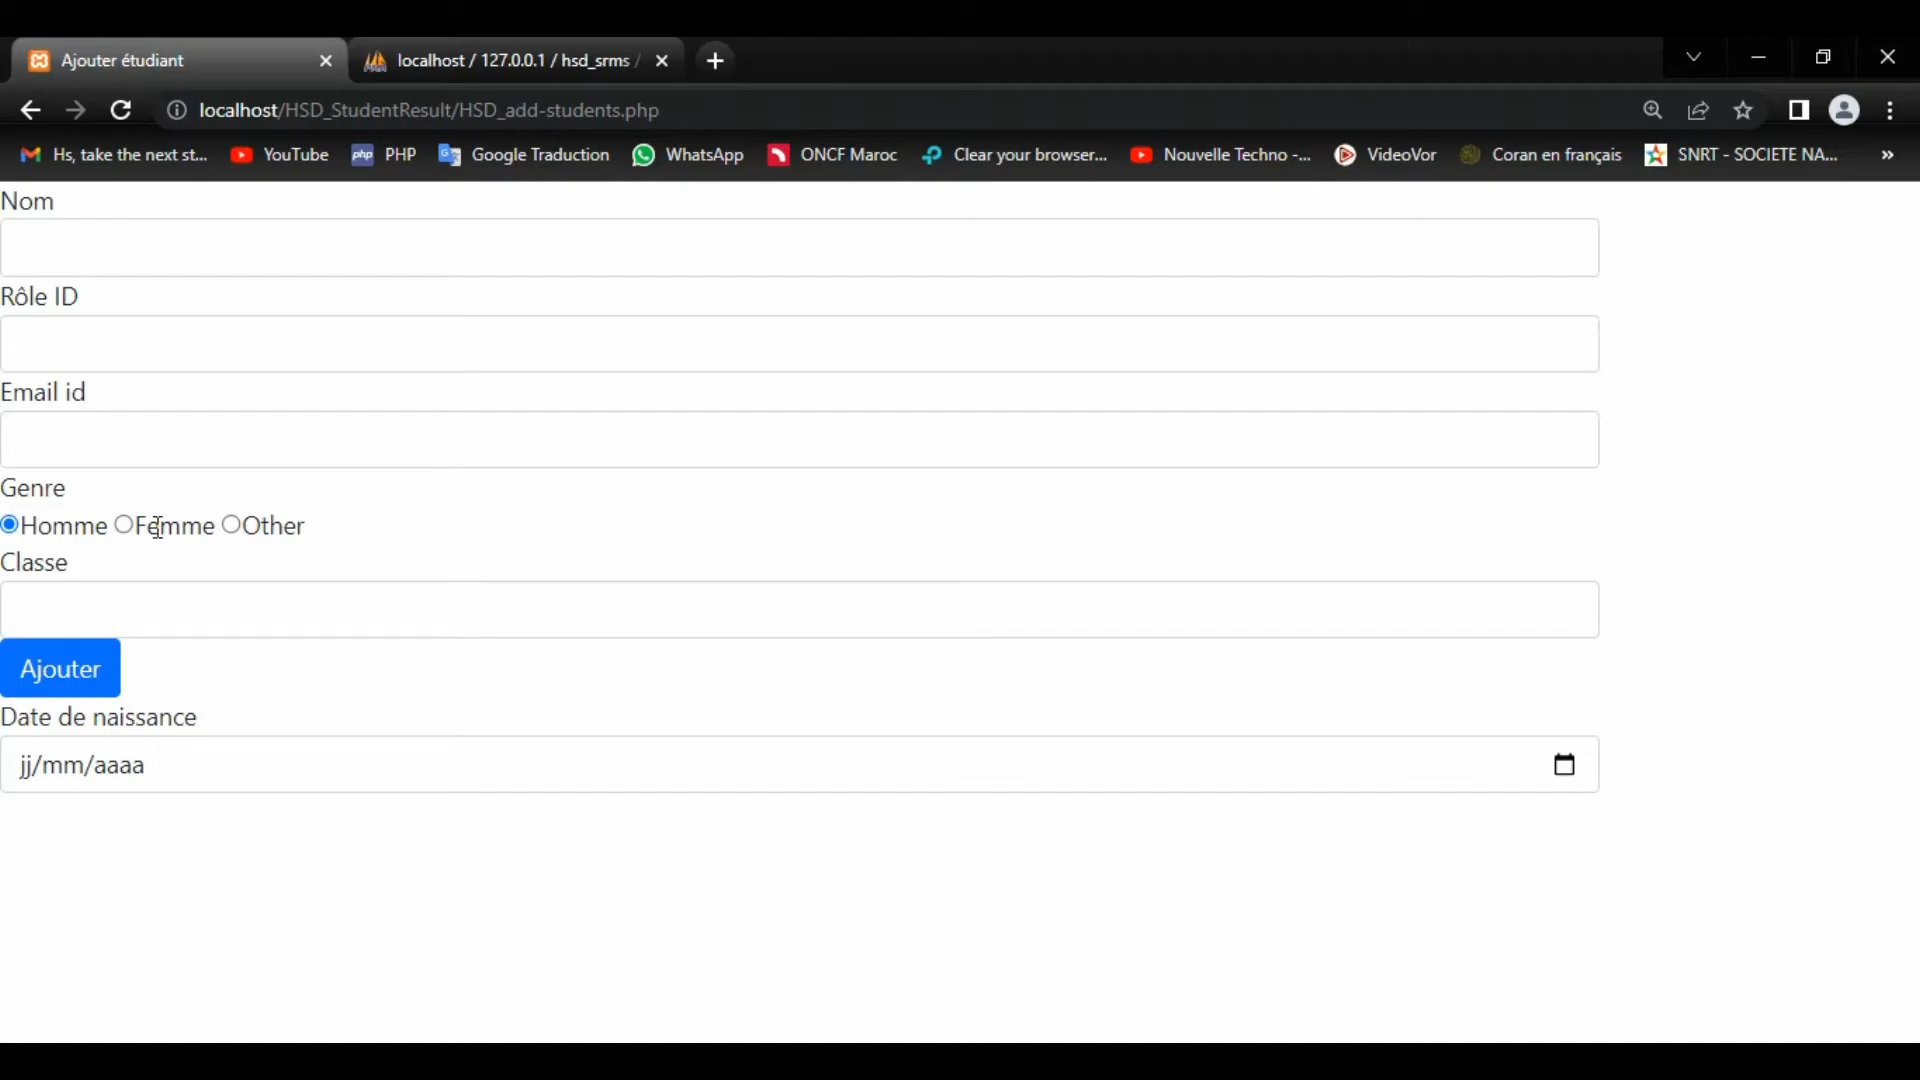 Ajouter étudiant
localhost / 127.0.0.1 / hsd_srms /
localhost/HSD_StudentResult/HSD_add-students.php
Hs, take the next st... YouTube php PHP Google Traduction WhatsApp ONCF Maroc Clear your browser... Nouvelle Techno -... VideoVor Coran en français SNRT - SOCIETE NA... »
Nom
Rôle ID
Email id
Genre
Homme Femme Other
Classe
Ajouter
Date de naissance
jj/mm/aaaa